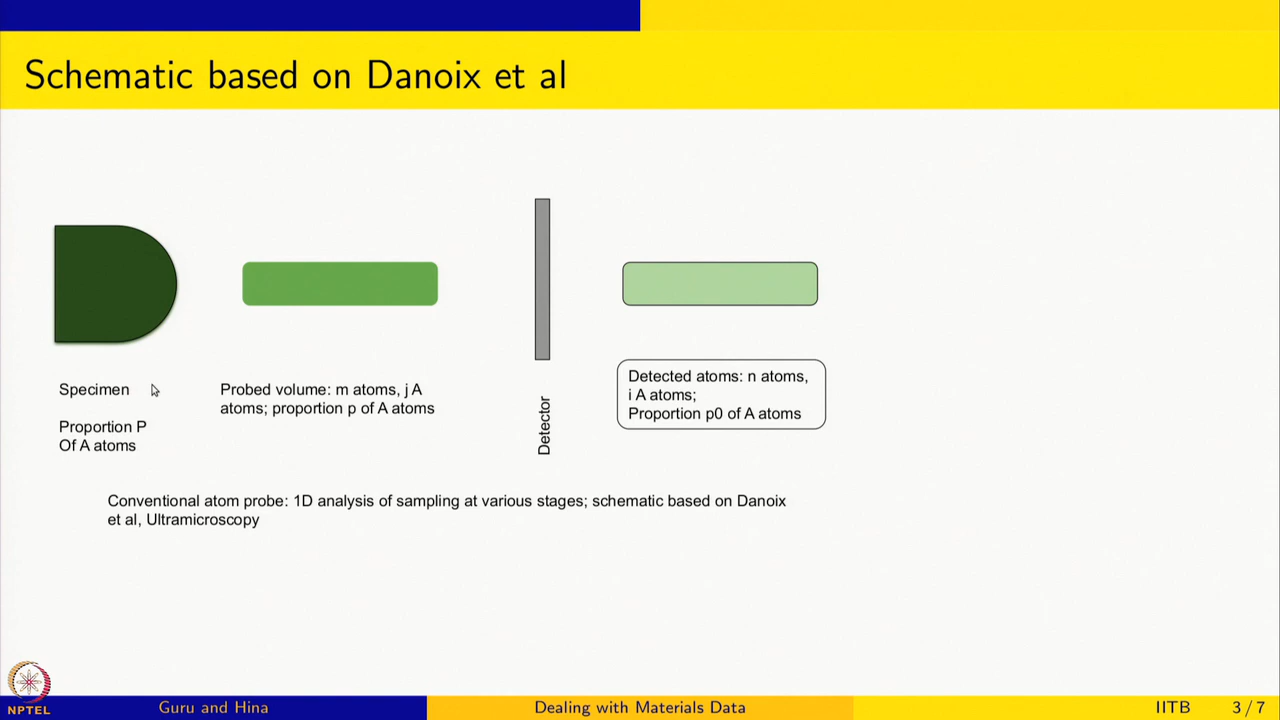 Schematic based on Danoix et al
Specimen
Proportion P
Of A atoms
Probed volume: m atoms, j A
atoms; proportion p of A atoms
Detector
Detected atoms: n atoms,
i A atoms;
Proportion p0 of A atoms
Conventional atom probe: 1D analysis of sampling at various stages; schematic based on Danoix
et al, Ultramicroscopy
NPTEL
Guru and Hina
Dealing with Materials Data
IITB
3 / 7